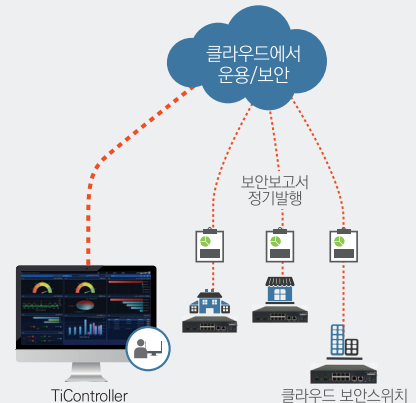 클라우드에서
운용/보안
보안보고서
정기발행
TiController
클라우드 보안스위치